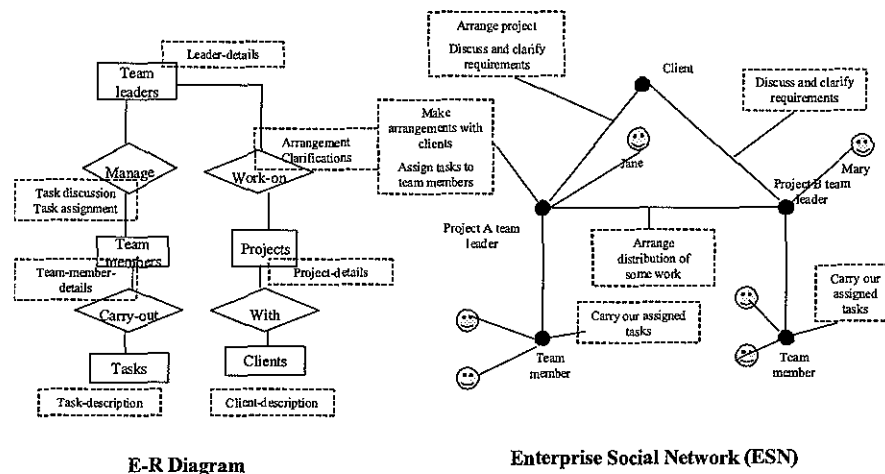 Leader-details
Team
leaders
Arrangement
Clarifications
Manage
Work-on
Task discussion
Task assignment
Team
members
Projects
Team-member-
details
Project-details
Carry-out
With
Tasks
Clients
Task-description
Client-description
E-R Diagram
Arrange project
Discuss and clarify
requirements
Client
Discuss and clarify
requirements
Make
arrangements with
clients
Assign tasks to
team members
Jane
Mary
Project A team
leader
Project B team
leader
Arrange
distribution of
some work
Carry our assigned
tasks
Team
member
Carry our
assigned
tasks
Team
member
Enterprise Social Network (ESN)